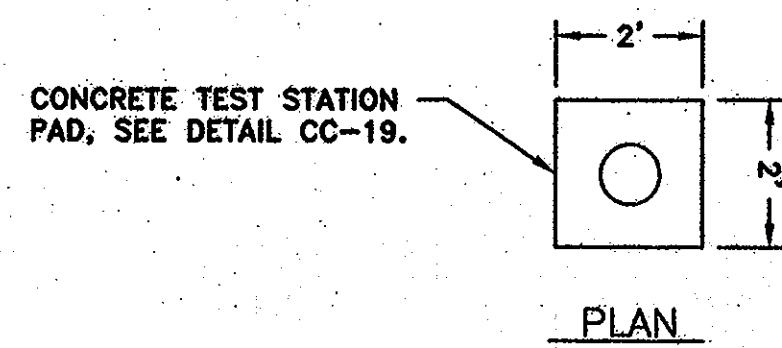 2'
CONCRETE TEST STATION
PAD, SEE DETAIL CC-19.
2'
PLAN